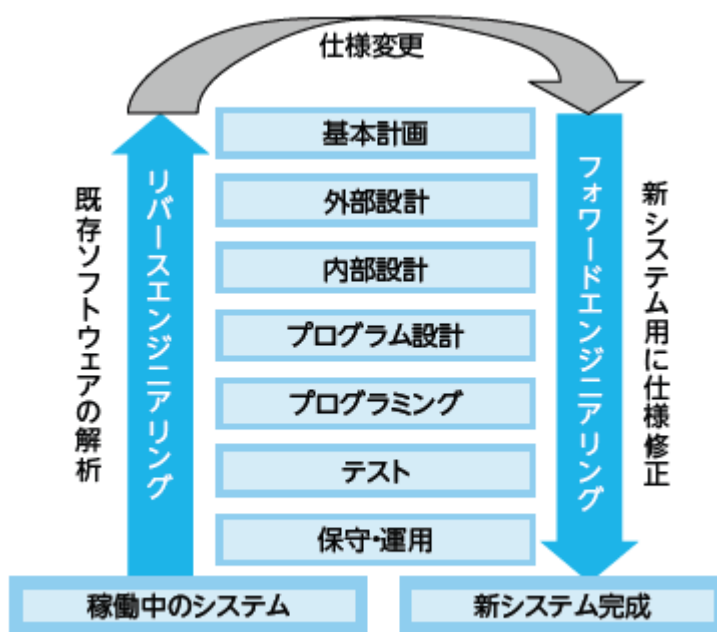 仕様変更
基本計画
外部設計
内部設計
プログラム設計
プログラミング
テスト
保守・運用
既存ソフトウェアの解析
リバースエンジニアリング
フォワードエンジニアリング
新システム用に仕様修正
稼働中のシステム
新システム完成